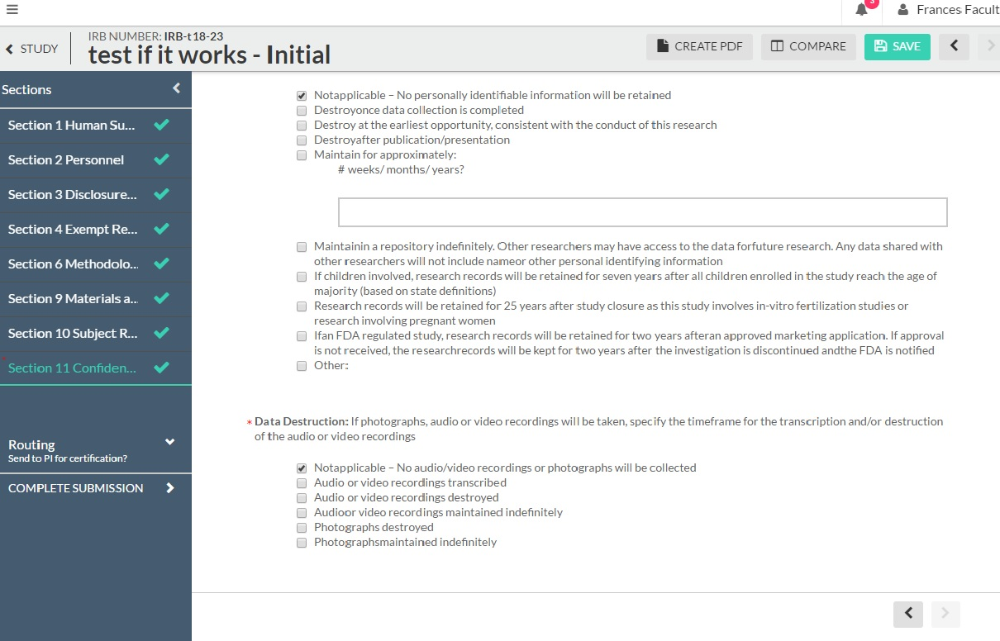 3
Frances Facult
STUDY
IRB NUMBER: IRB-t18-23
test if it works - Initial
CREATE PDF
COMPARE
SAVE
Sections
Section 1 Human Su...
Section 2 Personnel
Section 3 Disclosure...
Section 4 Exempt Re...
Section 6 Methodolo...
Section 9 Materials a...
Section 10 Subject R...
* Section 11 Confiden...
Routing
Send to PI for certification?
COMPLETE SUBMISSION
Notapplicable – No personally identifiable information will be retained
Destroyonce data collection is completed
Destroy at the earliest opportunity, consistent with the conduct of this research
Destroyafter publication/presentation
Maintain for approximately:
# weeks/ months/ years?
Maintainin a repository indefinitely. Other researchers may have access to the data forfuture research. Any data shared with
other researchers will not include nameor other personal identifying information
If children involved, research records will be retained for seven years after all children enrolled in the study reach the age of
majority (based on state definitions)
Research records will be retained for 25 years after study closure as this study involves in-vitro fertilization studies or
research involving pregnant women
Ifan FDA regulated study, research records will be retained for two years afteran approved marketing application. If approval
is not received, the researchrecords will be kept for two years after the investigation is discontinued andthe FDA is notified
Other:
* Data Destruction: If photographs, audio or video recordings will be taken, specify the timeframe for the transcription and/or destruction
of the audio or video recordings
Notapplicable – No audio/video recordings or photographs will be collected
Audio or video recordings transcribed
Audio or video recordings destroyed
Audioor video recordings maintained indefinitely
Photographs destroyed
Photographsmaintained indefinitely